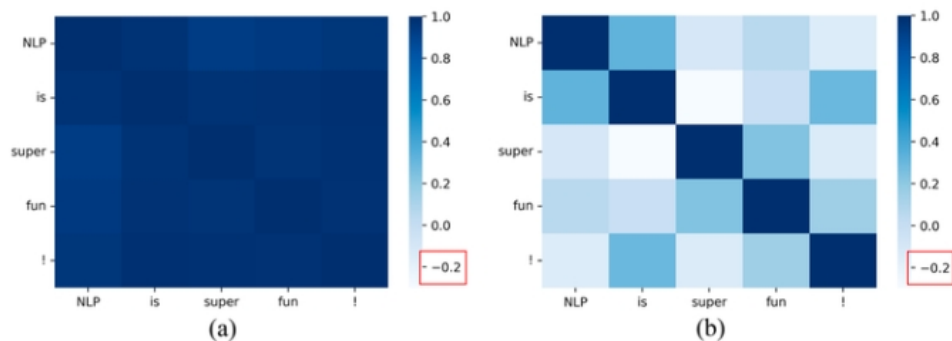 NLP
is
super
fun
!
NLP is super fun !
1.0
0.8
0.6
0.4
0.2
0.0
−0.2
(a)
NLP
is
super
fun
!
NLP is super fun !
1.0
0.8
0.6
0.4
0.2
0.0
−0.2
(b)